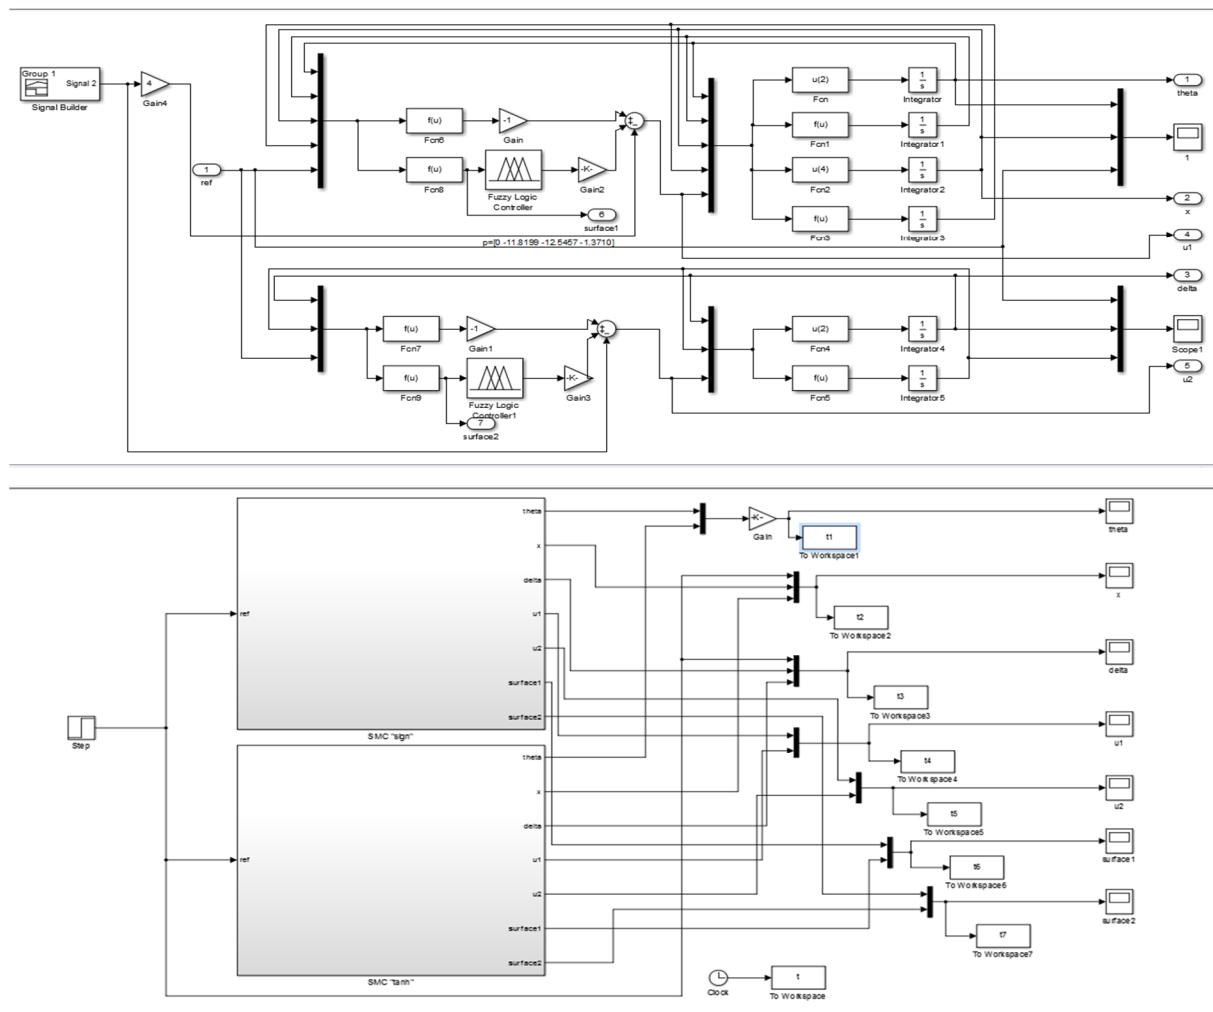 Group 1
Signal 2
Signal Builder
4
Gain4
1
ref
f(u)
Fcn6
-1
Gain
f(u)
Fcn8
Fuzzy Logic
Controller
-K-
Gain2
6
surface1
p=[0 -11.8199 -12.5457 -1.3710]
u(2)
Fcn
1
s
Integrator
f(u)
Fcn1
1
s
Integrator1
u(4)
Fcn2
1
s
Integrator2
f(u)
Fcn3
1
s
Integrator3
1
theta
1
2
x
4
u1
3
delta
f(u)
Fcn7
-1
Gain1
f(u)
Fcn9
Fuzzy Logic
Controller1
-K-
Gain3
7
surface2
u(2)
Fcn4
1
s
Integrator4
f(u)
Fcn5
1
s
Integrator5
Scope1
5
u2
Step
ref
theta
x
delta
u1
u2
surface1
surface2
SMC "sign"
ref
theta
x
delta
u1
u2
surface1
surface2
SMC "tanh"
-K-
Gain
t1
To Workspace1
theta
t2
To Workspace2
x
t3
To Workspace3
delta
t4
To Workspace4
u1
t5
To Workspace5
u2
t6
To Workspace6
surface1
t7
To Workspace7
surface2
Clock
t
To Workspace